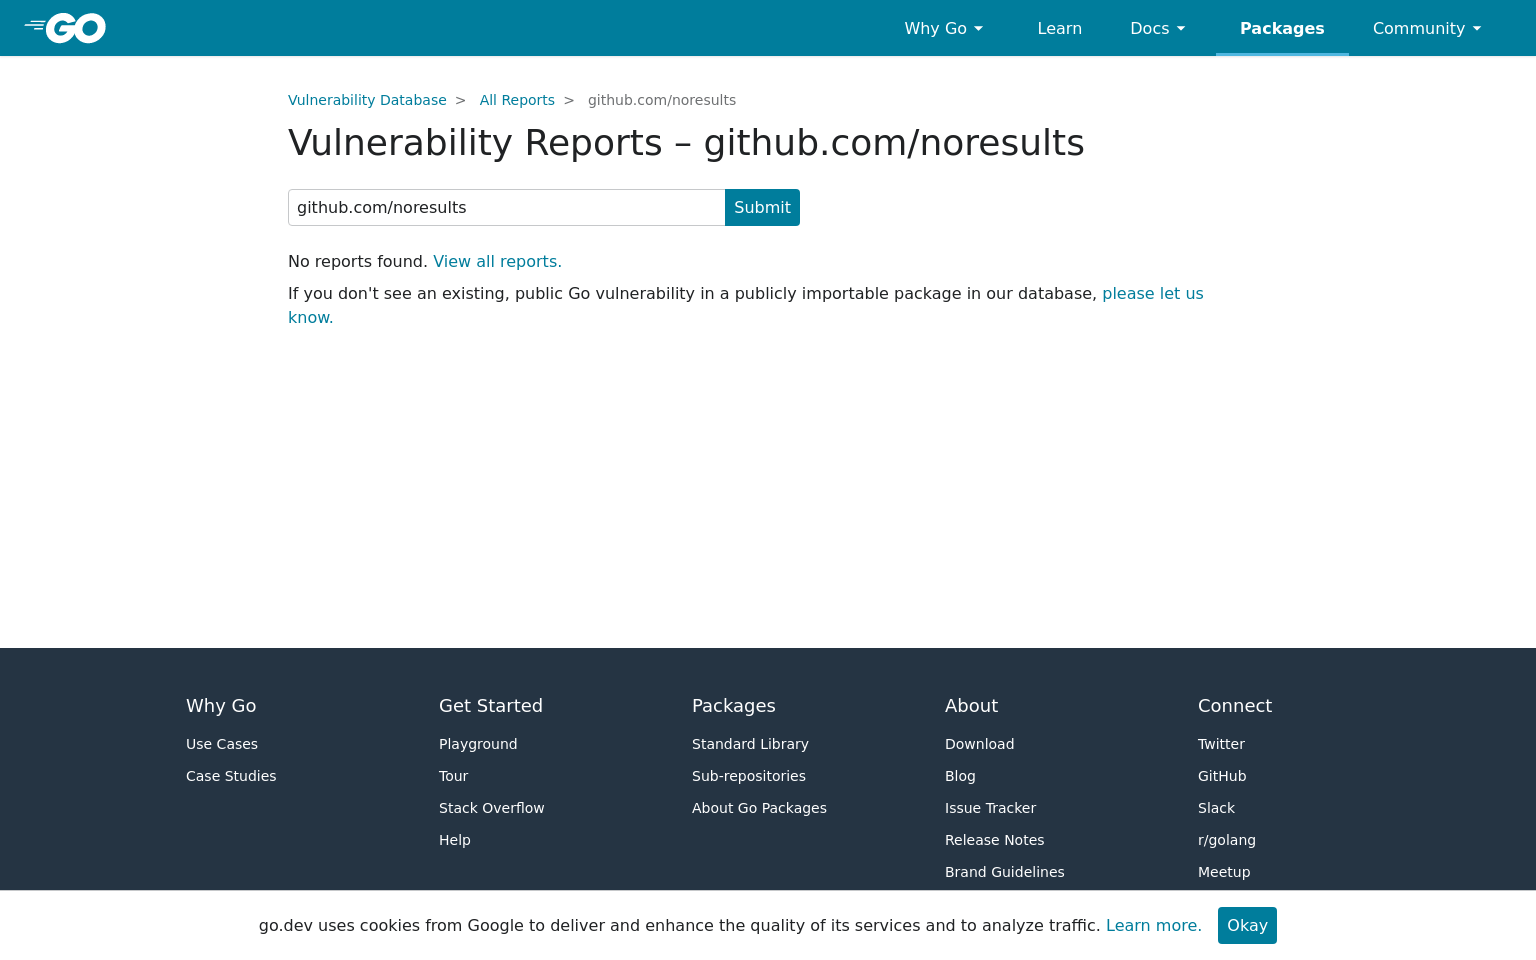 GO
Why Go
Learn
Docs
Packages
Community
Vulnerability Database > All Reports > github.com/noresults
Vulnerability Reports – github.com/noresults
github.com/noresults
Submit
No reports found. View all reports.
If you don't see an existing, public Go vulnerability in a publicly importable package in our database, please let us
know.
Why Go
Use Cases
Case Studies
Get Started
Playground
Tour
Stack Overflow
Help
Packages
Standard Library
Sub-repositories
About Go Packages
About
Download
Blog
Issue Tracker
Release Notes
Brand Guidelines
Connect
Twitter
GitHub
Slack
r/golang
Meetup
go.dev uses cookies from Google to deliver and enhance the quality of its services and to analyze traffic. Learn more.
Okay